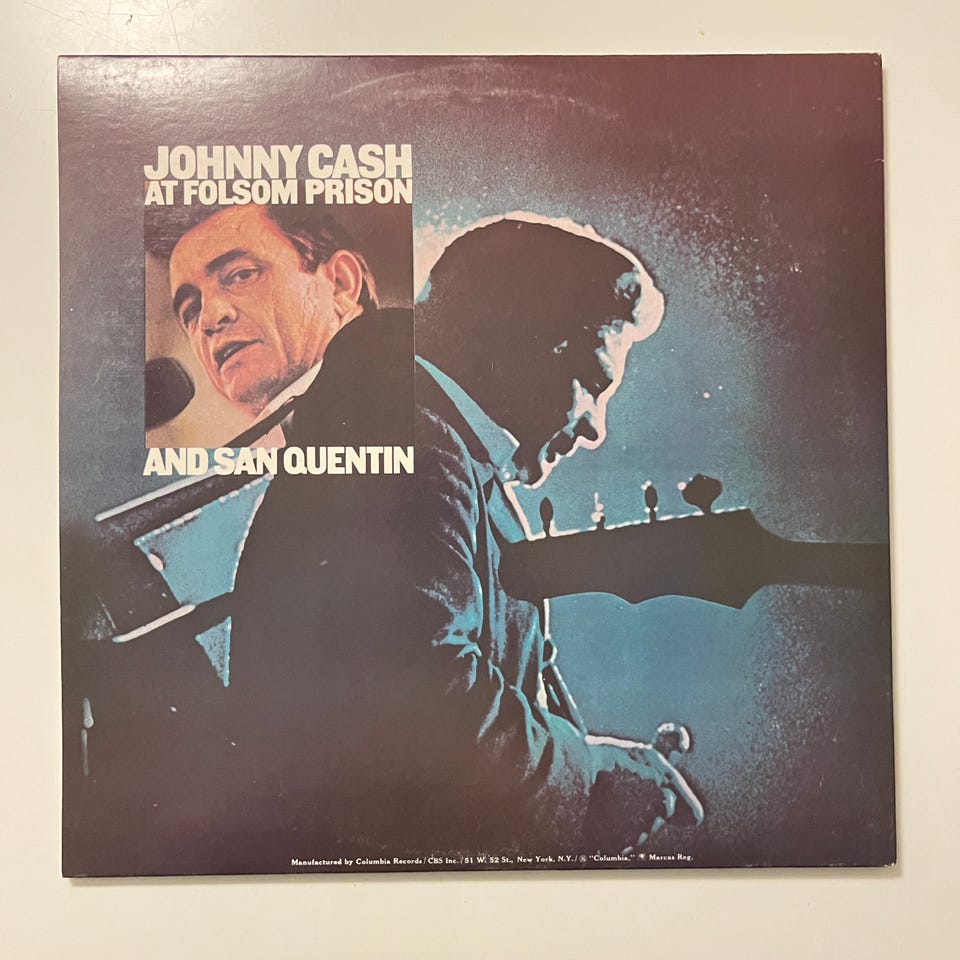 JOHNNY CASH
AT FOLSOM PRISON
AND SAN QUENTIN
Manufactured by Columbia Records/CBS Inc./51 W. 52 St., New York, N.Y./® "Columbia," Marcas Reg.